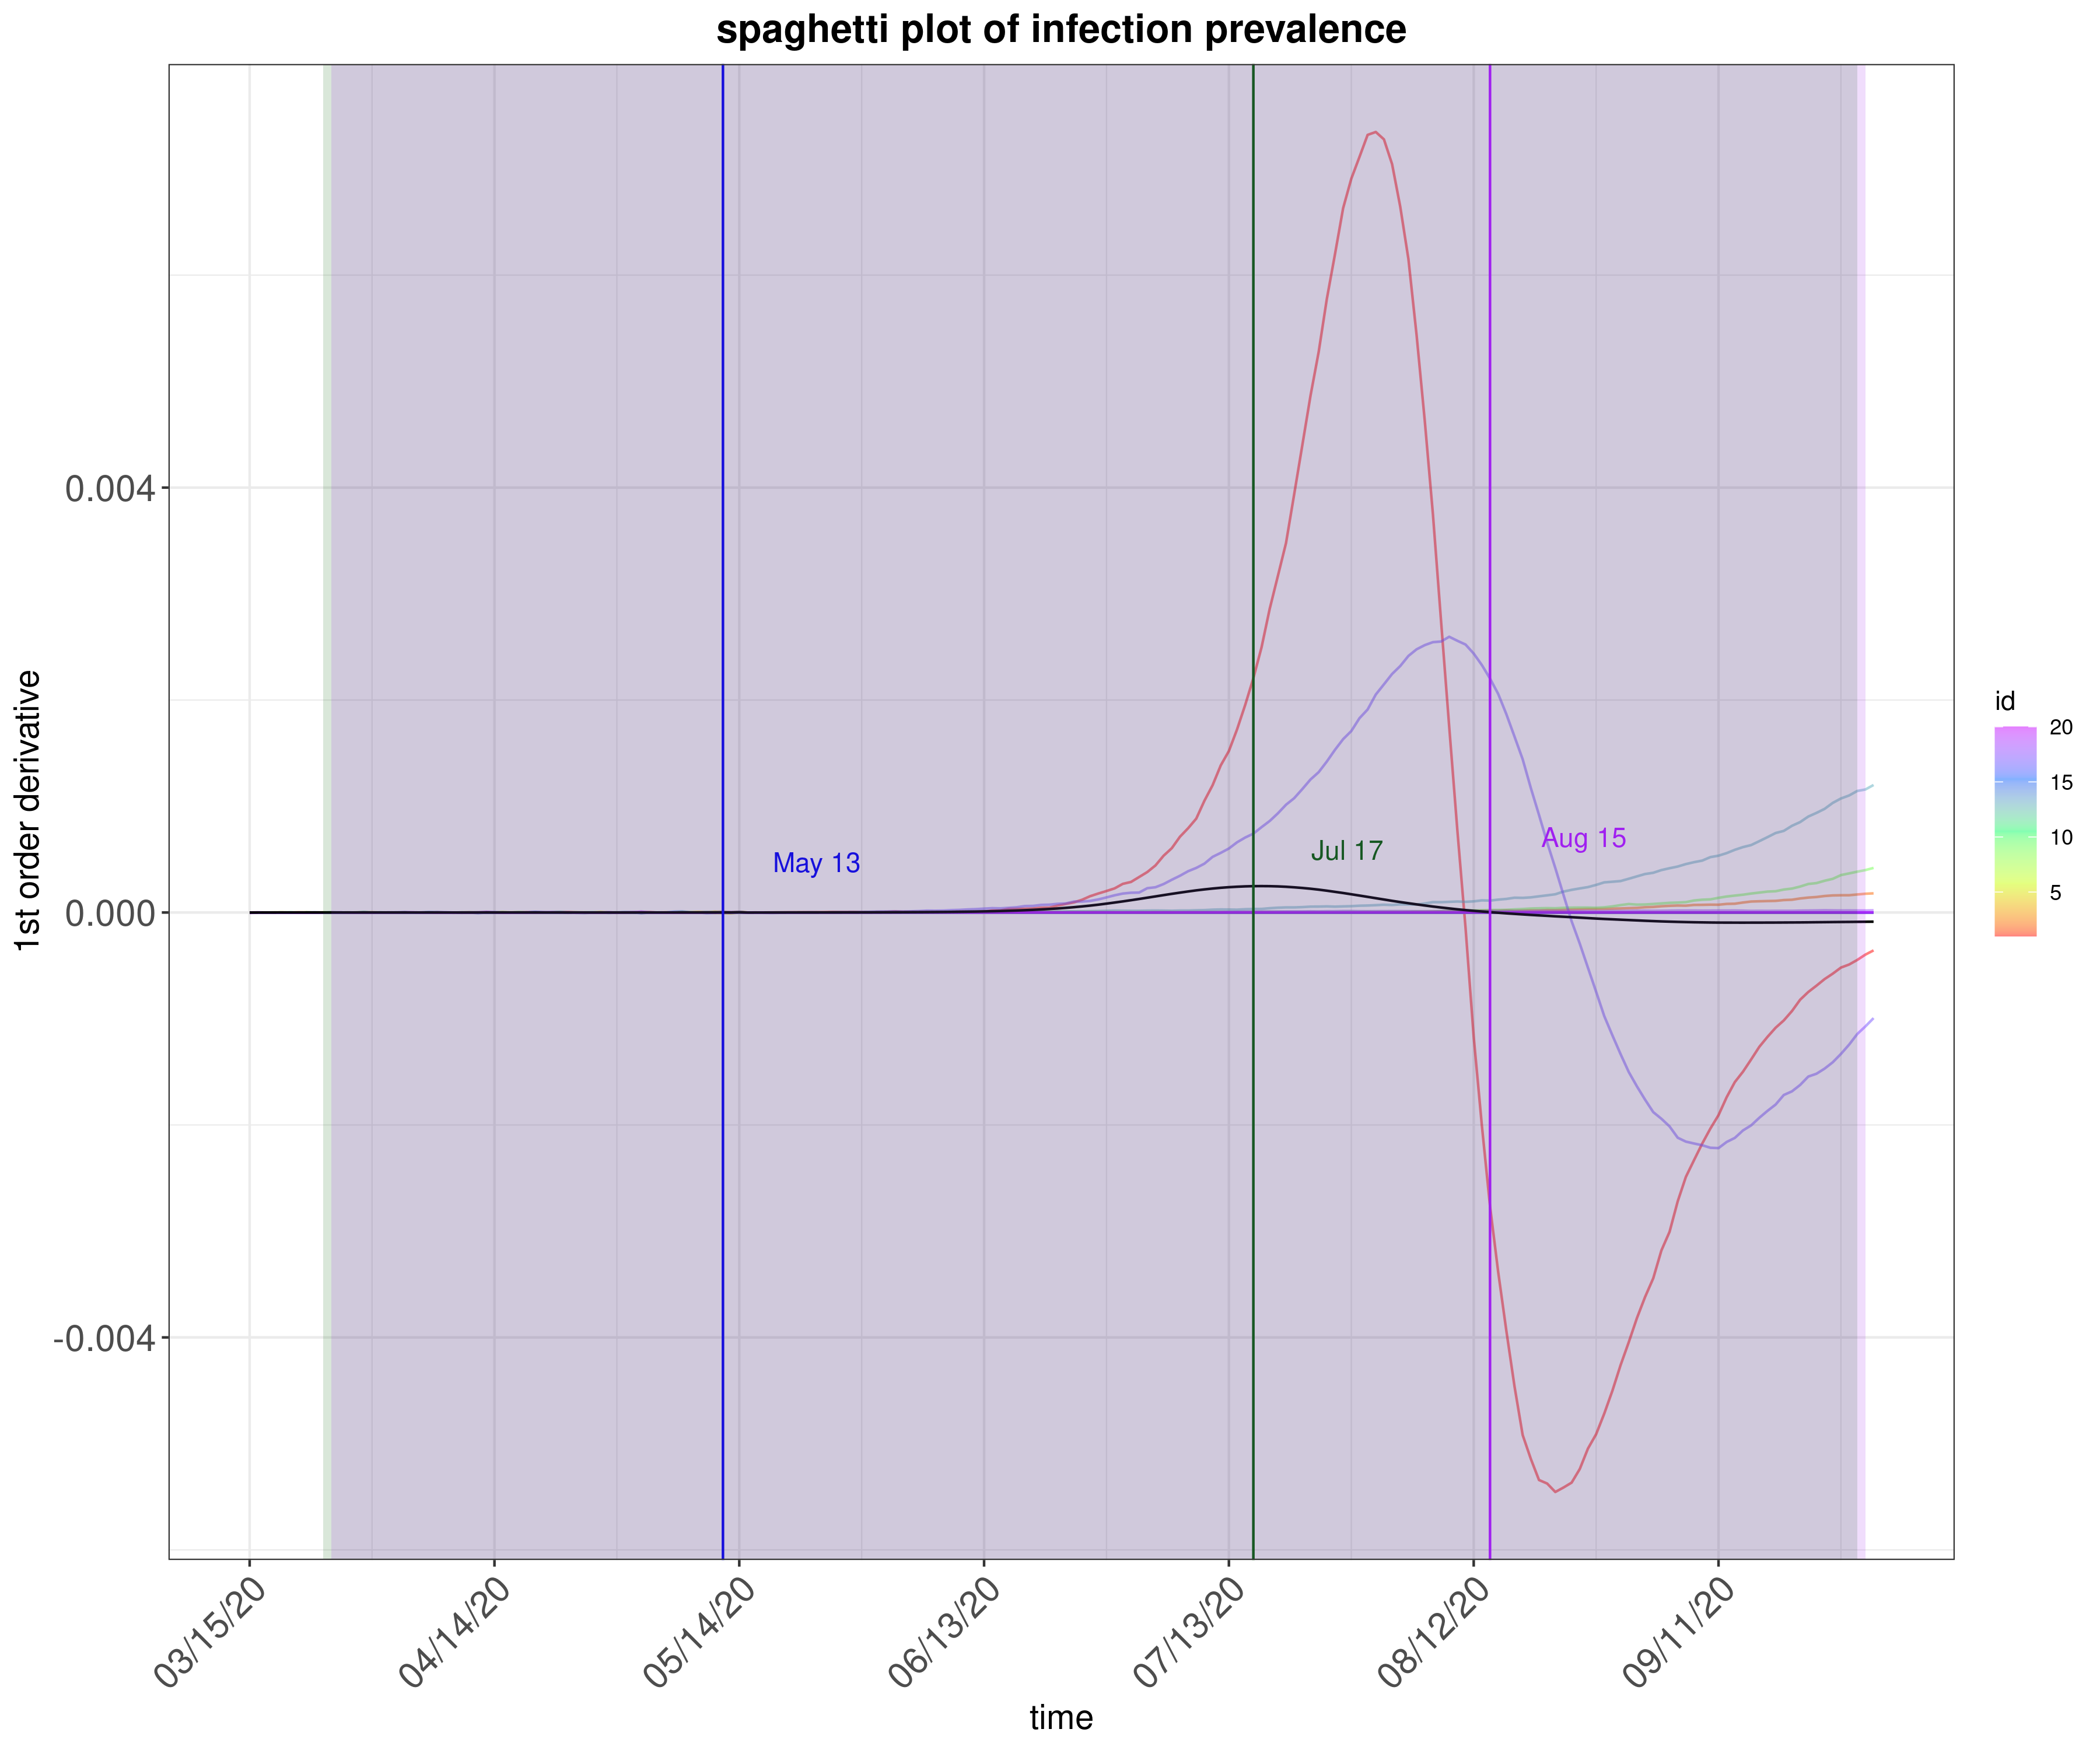 spaghetti plot of infection prevalence
1st order derivative
0.004
0.000
-0.004
May 13
Jul 17
Aug 15
id
20
15
10
5
03/15/20
04/14/20
05/14/20
06/13/20
07/13/20
08/12/20
09/11/20
time